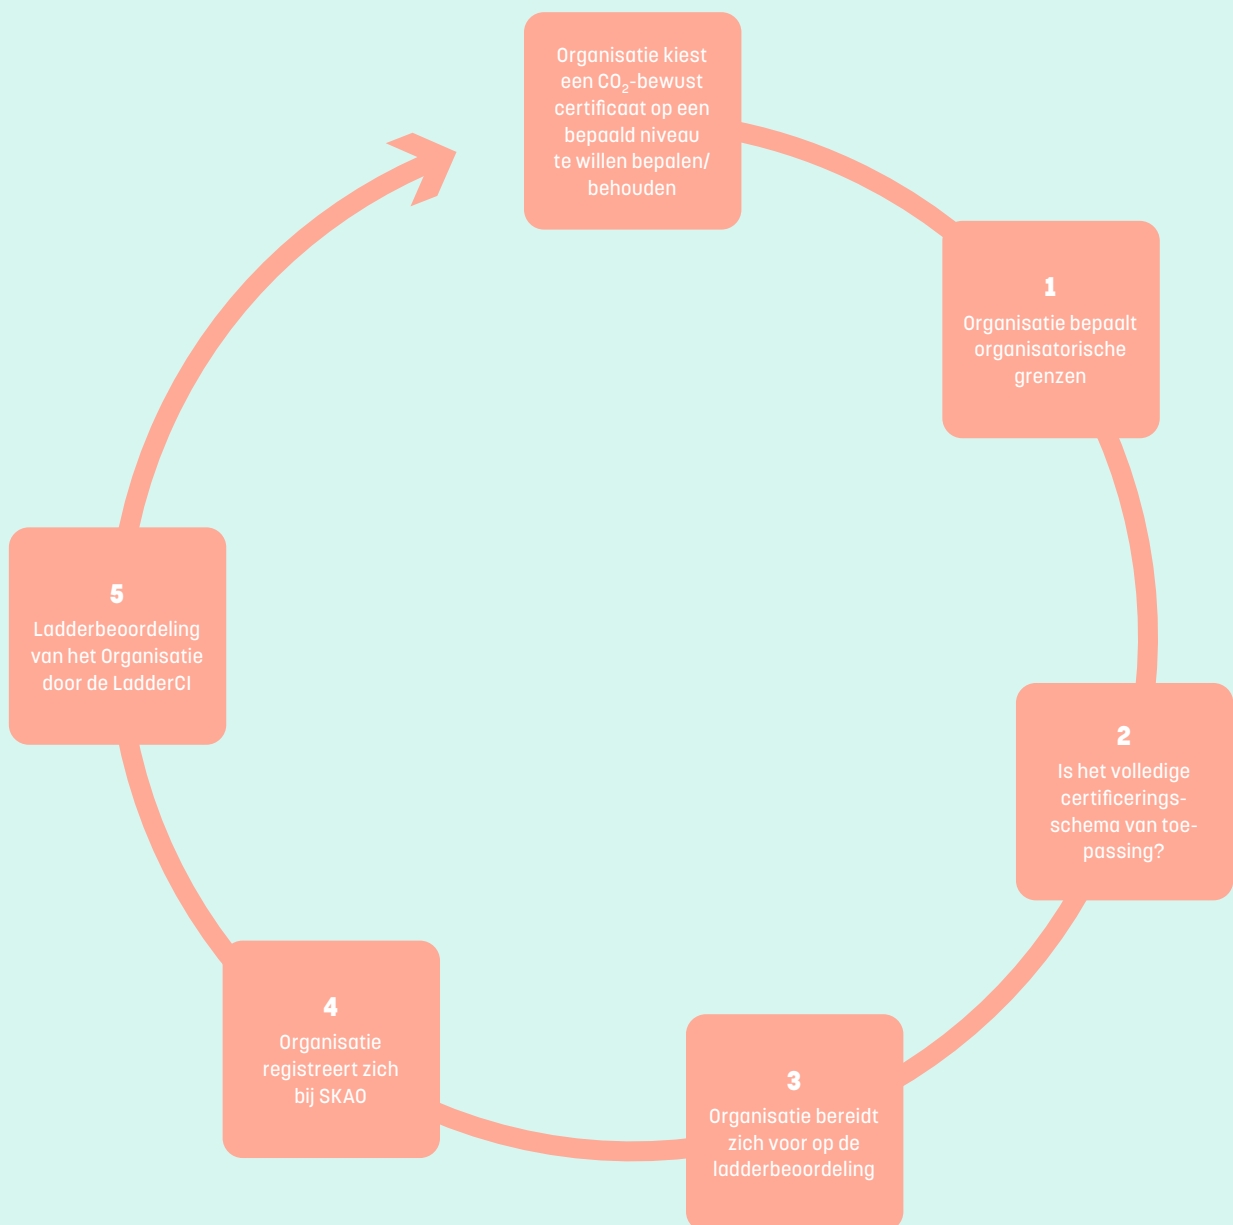 Organisatie kiest
een CO₂-bewust
certificaat op een
bepaald niveau
te willen bepalen/
behouden
1
Organisatie bepaalt
organisatorische
grenzen
2
Is het volledige
certificerings-
schema van toe-
passing?
3
Organisatie bereidt
zich voor op de
ladderbeoordeling
4
Organisatie
registreert zich
bij SKAO
5
Ladderbeoordeling
van het Organisatie
door de LadderCI